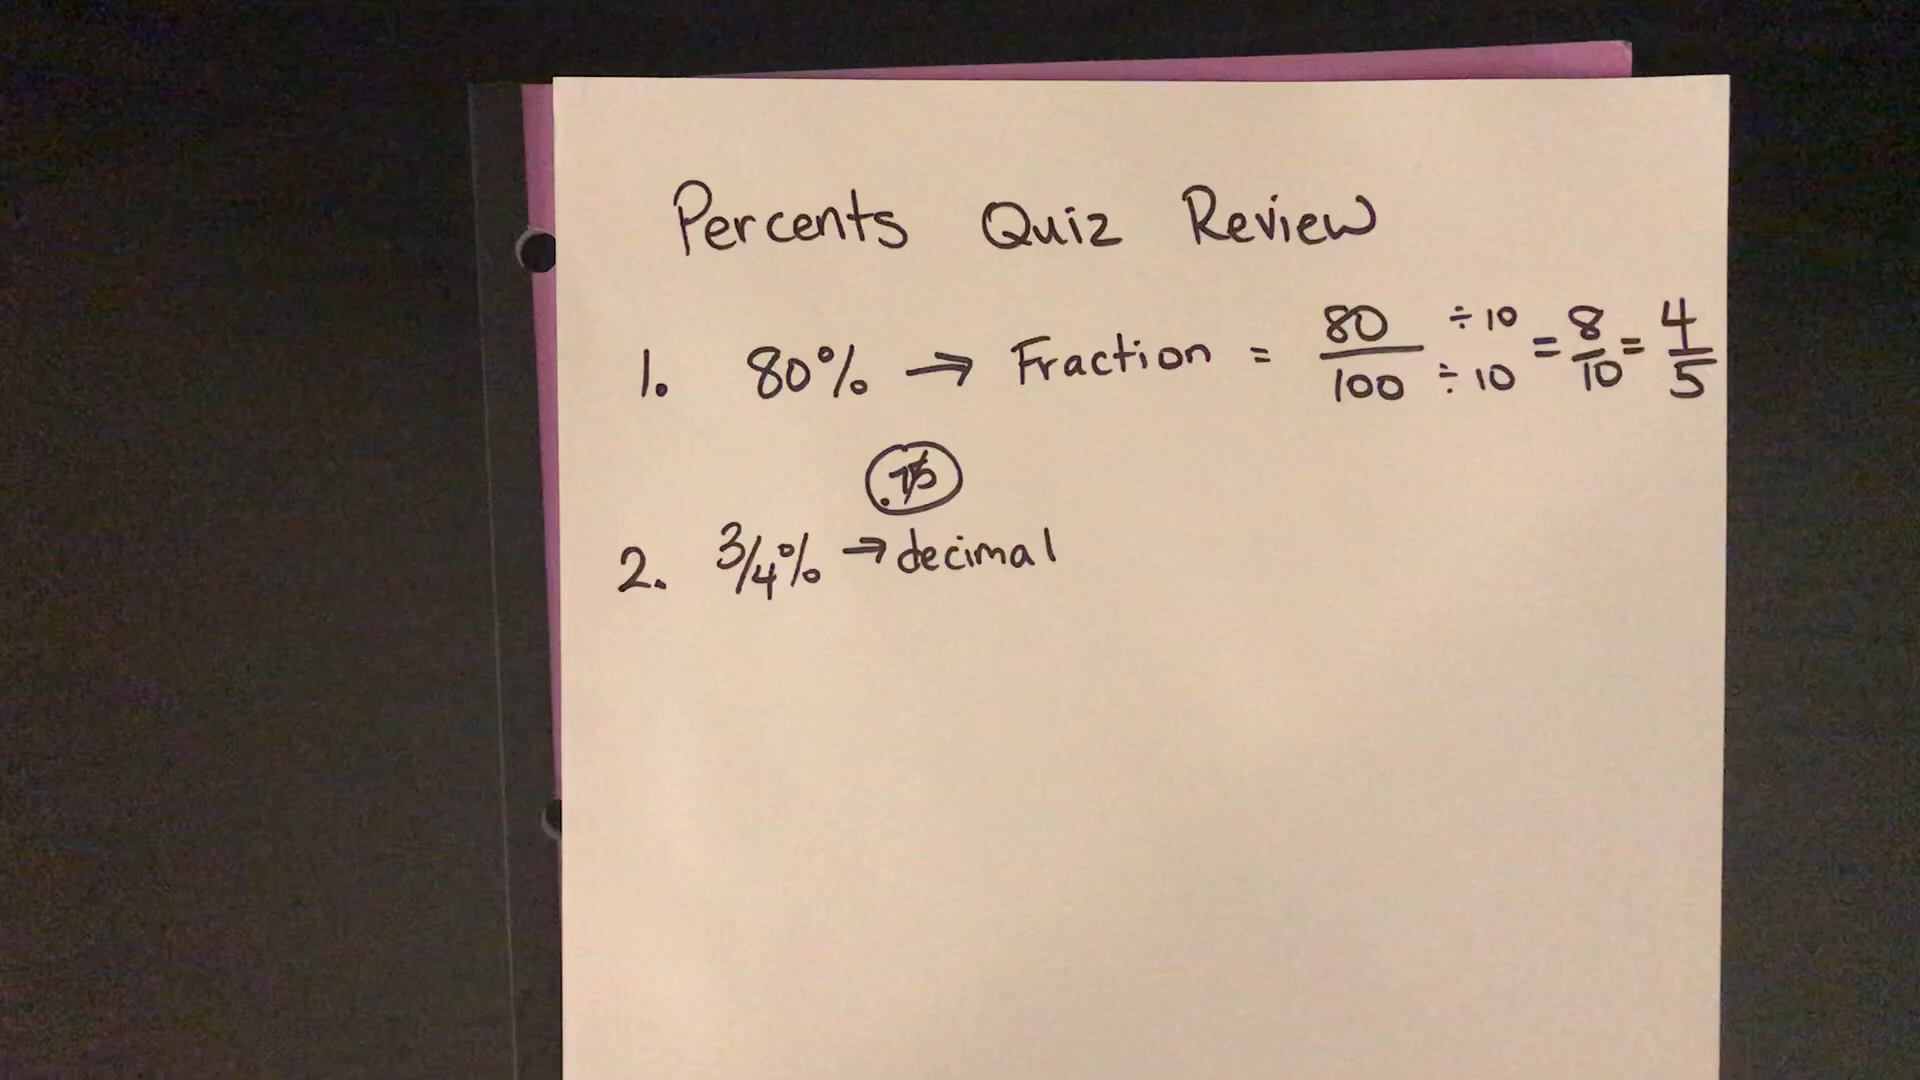 Percents Quiz Review
1. 80% → Fraction = 80/100 ÷10/÷10 = 8/10 = 4/5
.75
2. 3/4% → decimal